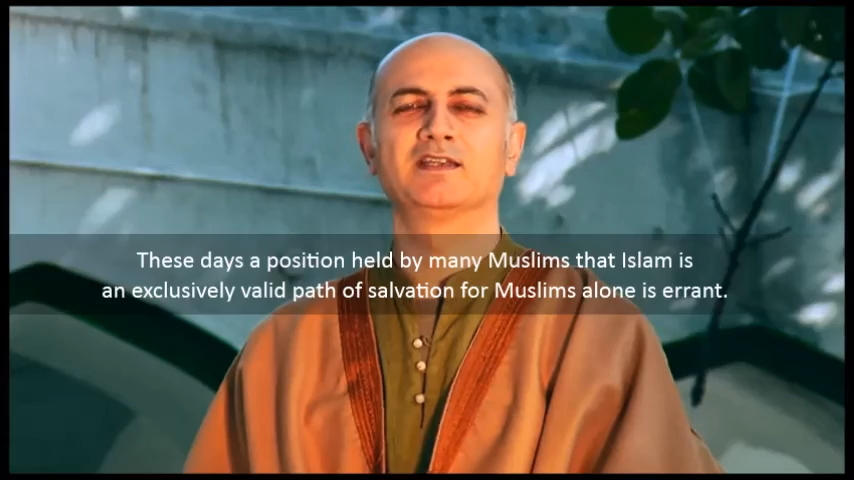 These days a position held by many Muslims that Islam is
an exclusively valid path of salvation for Muslims alone is errant.